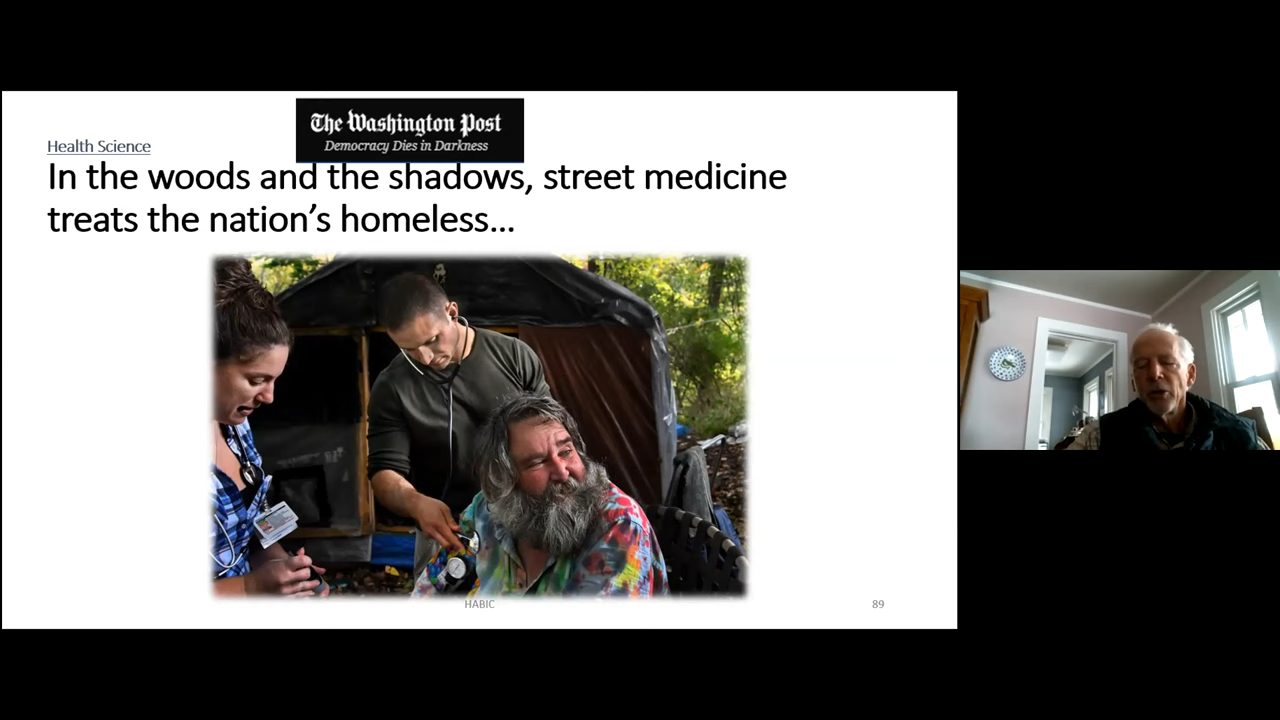 The Washington Post
Democracy Dies in Darkness
Health Science
In the woods and the shadows, street medicine
treats the nation’s homeless…
HABIC
89